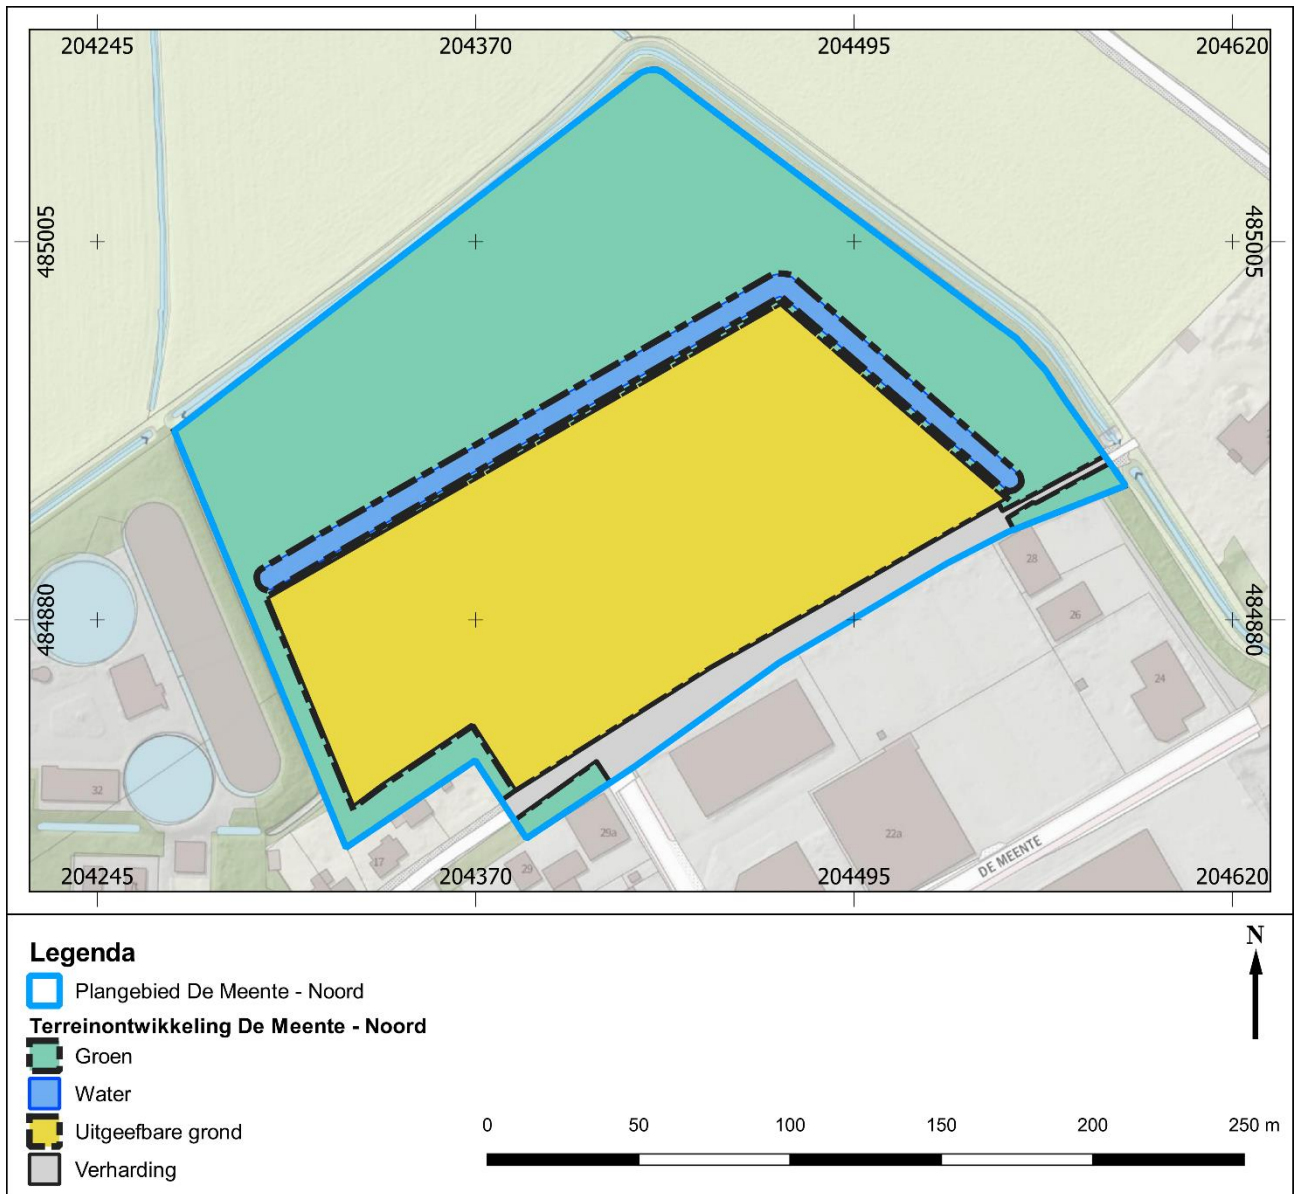 204245 204370 204495 204620
485005 485005
484880 484880
28
26
24
32
17
29a
29
22a
DE MEENTE
204245 204370 204495 204620
Legenda
Plangebied De Meente - Noord
Terreinontwikkeling De Meente - Noord
Groen
Water
Uitgeefbare grond
Verharding
N
0 50 100 150 200 250 m